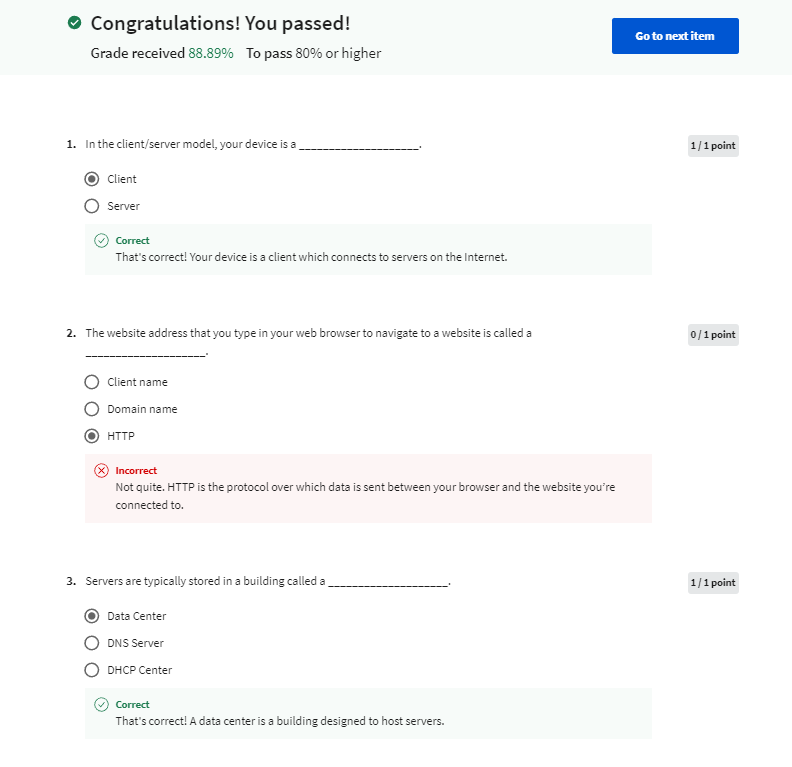 Congratulations! You passed!
Grade received 88.89% To pass 80% or higher
Go to next item
1. In the client/server model, your device is a ____________________.
1 / 1 point
Client
Server
Correct
That's correct! Your device is a client which connects to servers on the Internet.
2. The website address that you type in your web browser to navigate to a website is called a
____________________.
0 / 1 point
Client name
Domain name
HTTP
Incorrect
Not quite. HTTP is the protocol over which data is sent between your browser and the website you’re
connected to.
3. Servers are typically stored in a building called a ____________________.
1 / 1 point
Data Center
DNS Server
DHCP Center
Correct
That's correct! A data center is a building designed to host servers.